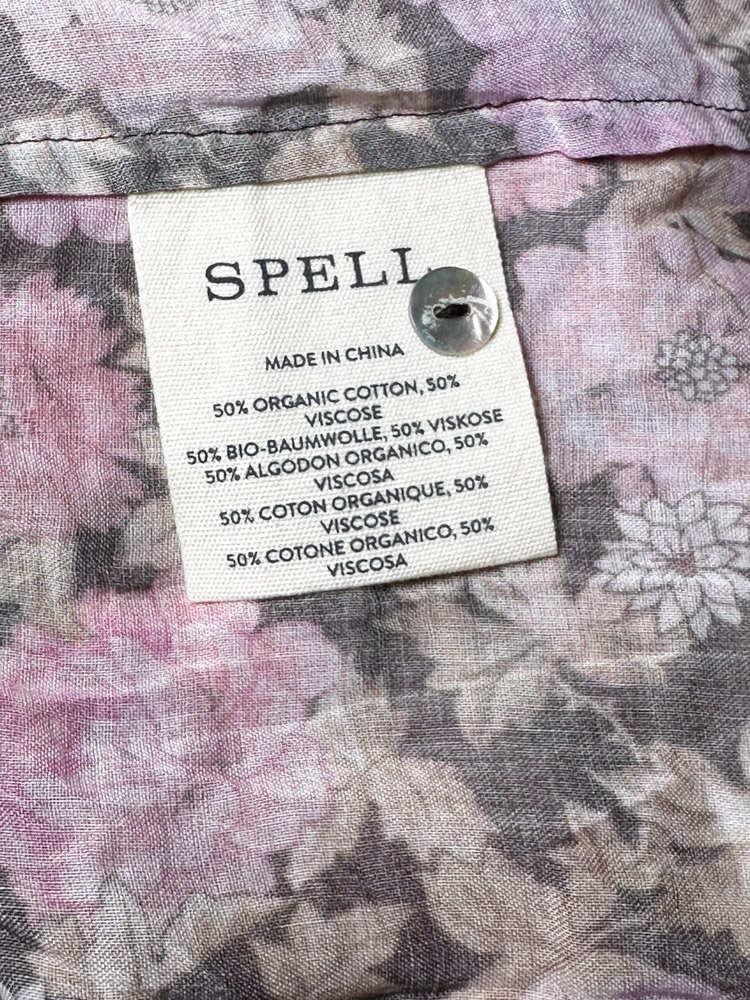 SPELL
MADE IN CHINA
50% ORGANIC COTTON, 50%
VISCOSE
50% BIO-BAUMWOLLE, 50% VISKOSE
50% ALGODON ORGANICO, 50%
VISCOSA
50% COTON ORGANIQUE, 50%
VISCOSE
50% COTONE ORGANICO, 50%
VISCOSA